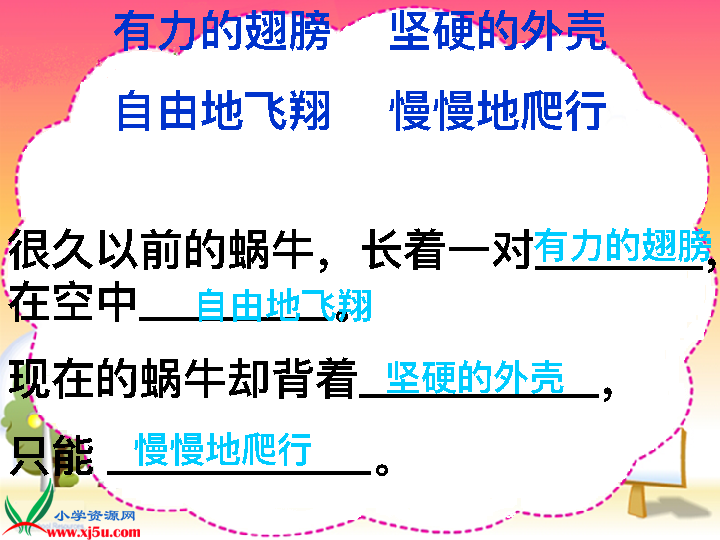 有力的翅膀 坚硬的外壳
自由地飞翔 慢慢地爬行
很久以前的蜗牛，长着一对有力的翅膀，
在空中自由地飞翔。
现在的蜗牛却背着坚硬的外壳，
只能慢慢地爬行。
小学资源网
www.xj5u.com